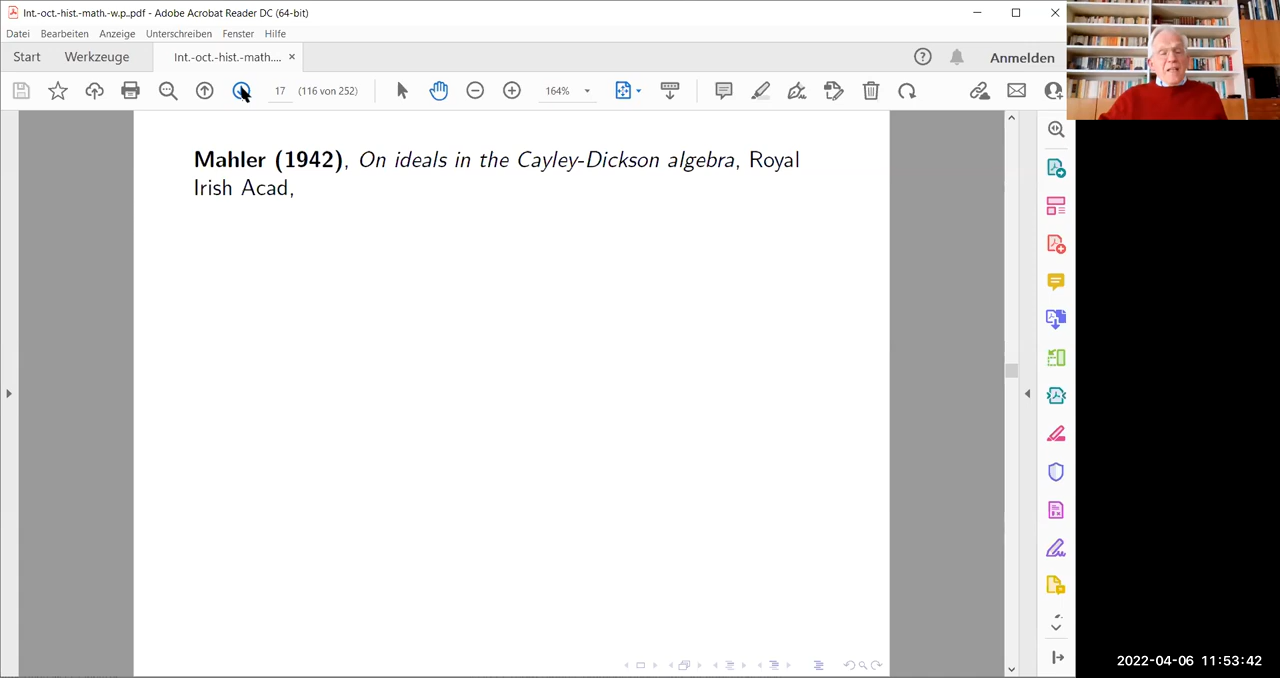 Int.-oct.-hist.-math.-w.p..pdf - Adobe Acrobat Reader DC (64-bit)
Datei Bearbeiten Anzeige Unterschreiben Fenster Hilfe
Start Werkzeuge Int.-oct.-hist.-math.... × Anmelden
17 (116 von 252) 164%
Mahler (1942), On ideals in the Cayley-Dickson algebra, Royal
Irish Acad,
2022-04-06 11:53:42